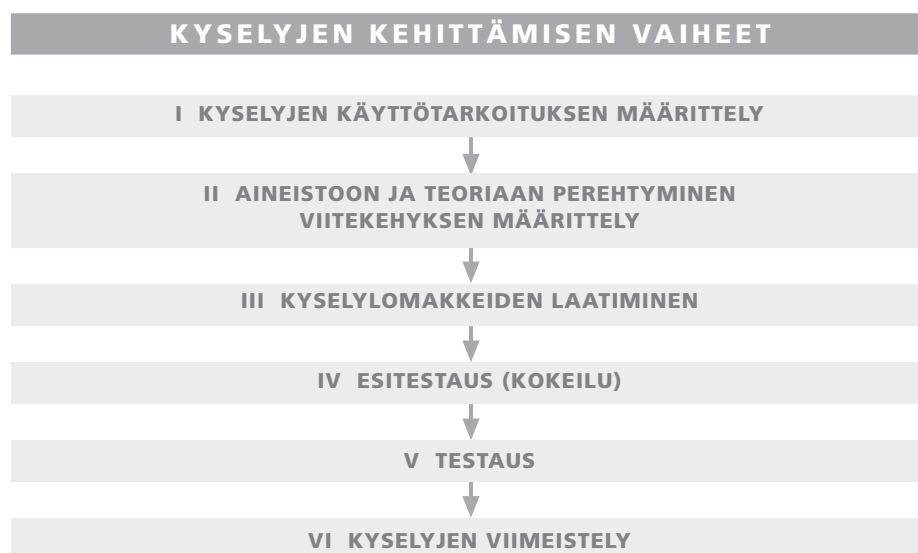 KYSELYJEN KEHITTÄMISEN VAIHEET
I KYSELYJEN KÄYTTÖTARKOITUKSEN MÄÄRITTELY
II AINEISTOON JA TEORIAAN PEREHTYMINEN
VIITEKEHYKSEN MÄÄRITTELY
III KYSELYLOMAKKEIDEN LAATIMINEN
IV ESITESTAUS (KOKEILU)
V TESTAUS
VI KYSELYJEN VIIMEISTELY